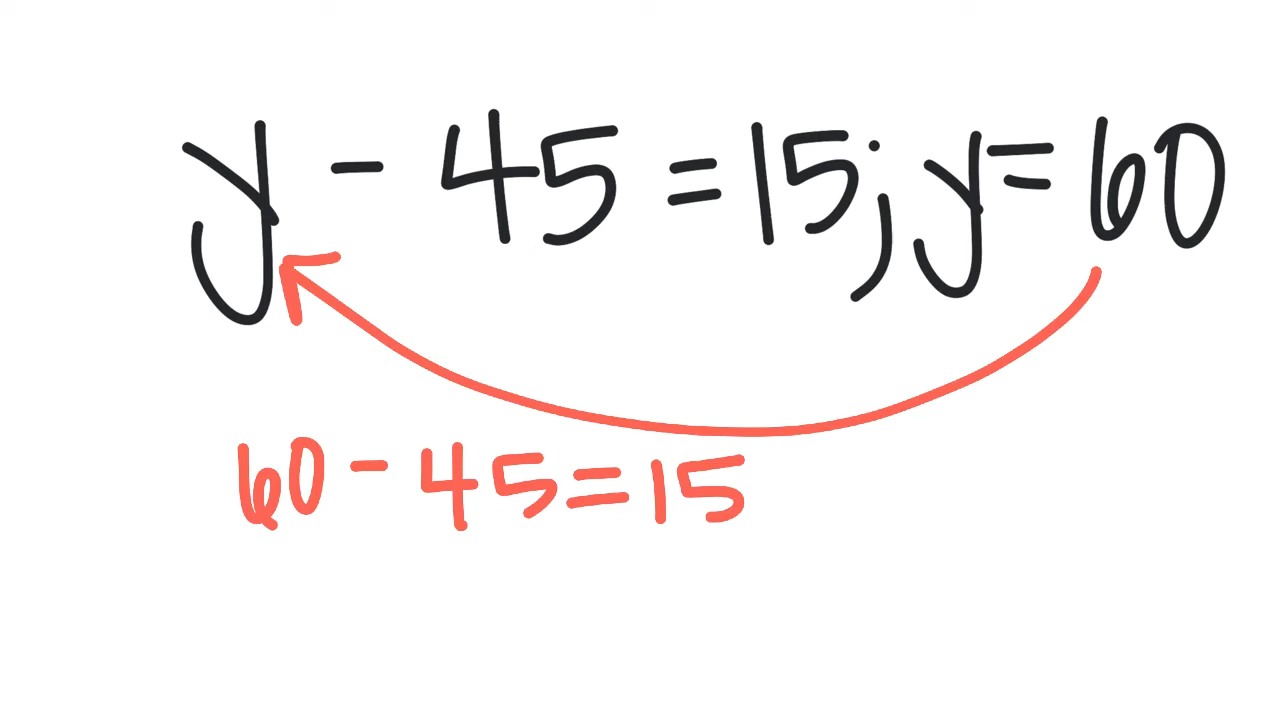 y - 45 = 15; y = 60
60 - 45 = 15